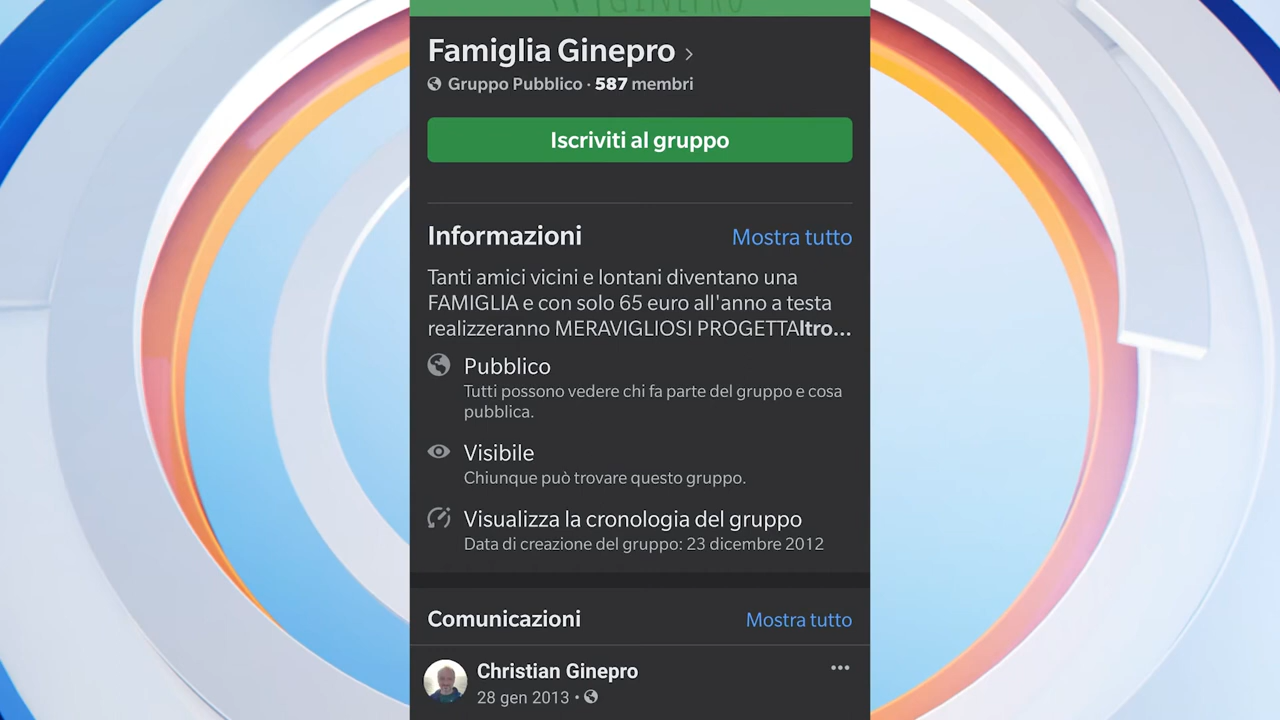 GINEPRO
Famiglia Ginepro ›
Gruppo Pubblico · 587 membri
Iscriviti al gruppo
Informazioni
Mostra tutto
Tanti amici vicini e lontani diventano una
FAMIGLIA e con solo 65 euro all'anno a testa
realizzeranno MERAVIGLIOSI PROGETTAltro...
Pubblico
Tutti possono vedere chi fa parte del gruppo e cosa
pubblica.
Visibile
Chiunque può trovare questo gruppo.
Visualizza la cronologia del gruppo
Data di creazione del gruppo: 23 dicembre 2012
Comunicazioni
Mostra tutto
Christian Ginepro
28 gen 2013 •